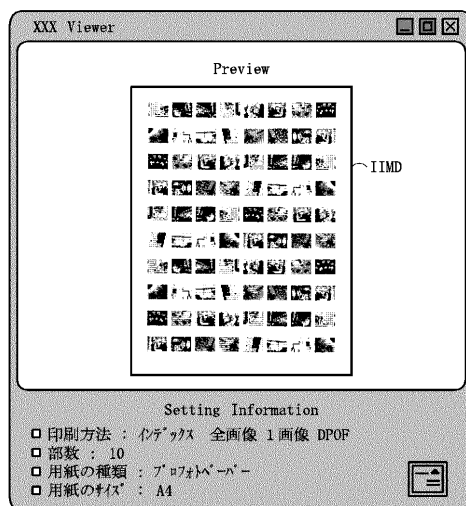 XXX Viewer
Preview
IIMD
Setting Information
印刷方法 : インデックス 全画像 1画像 DPOF
部数 : 10
用紙の種類 : プロフォトペーパー
用紙のサイズ : A4